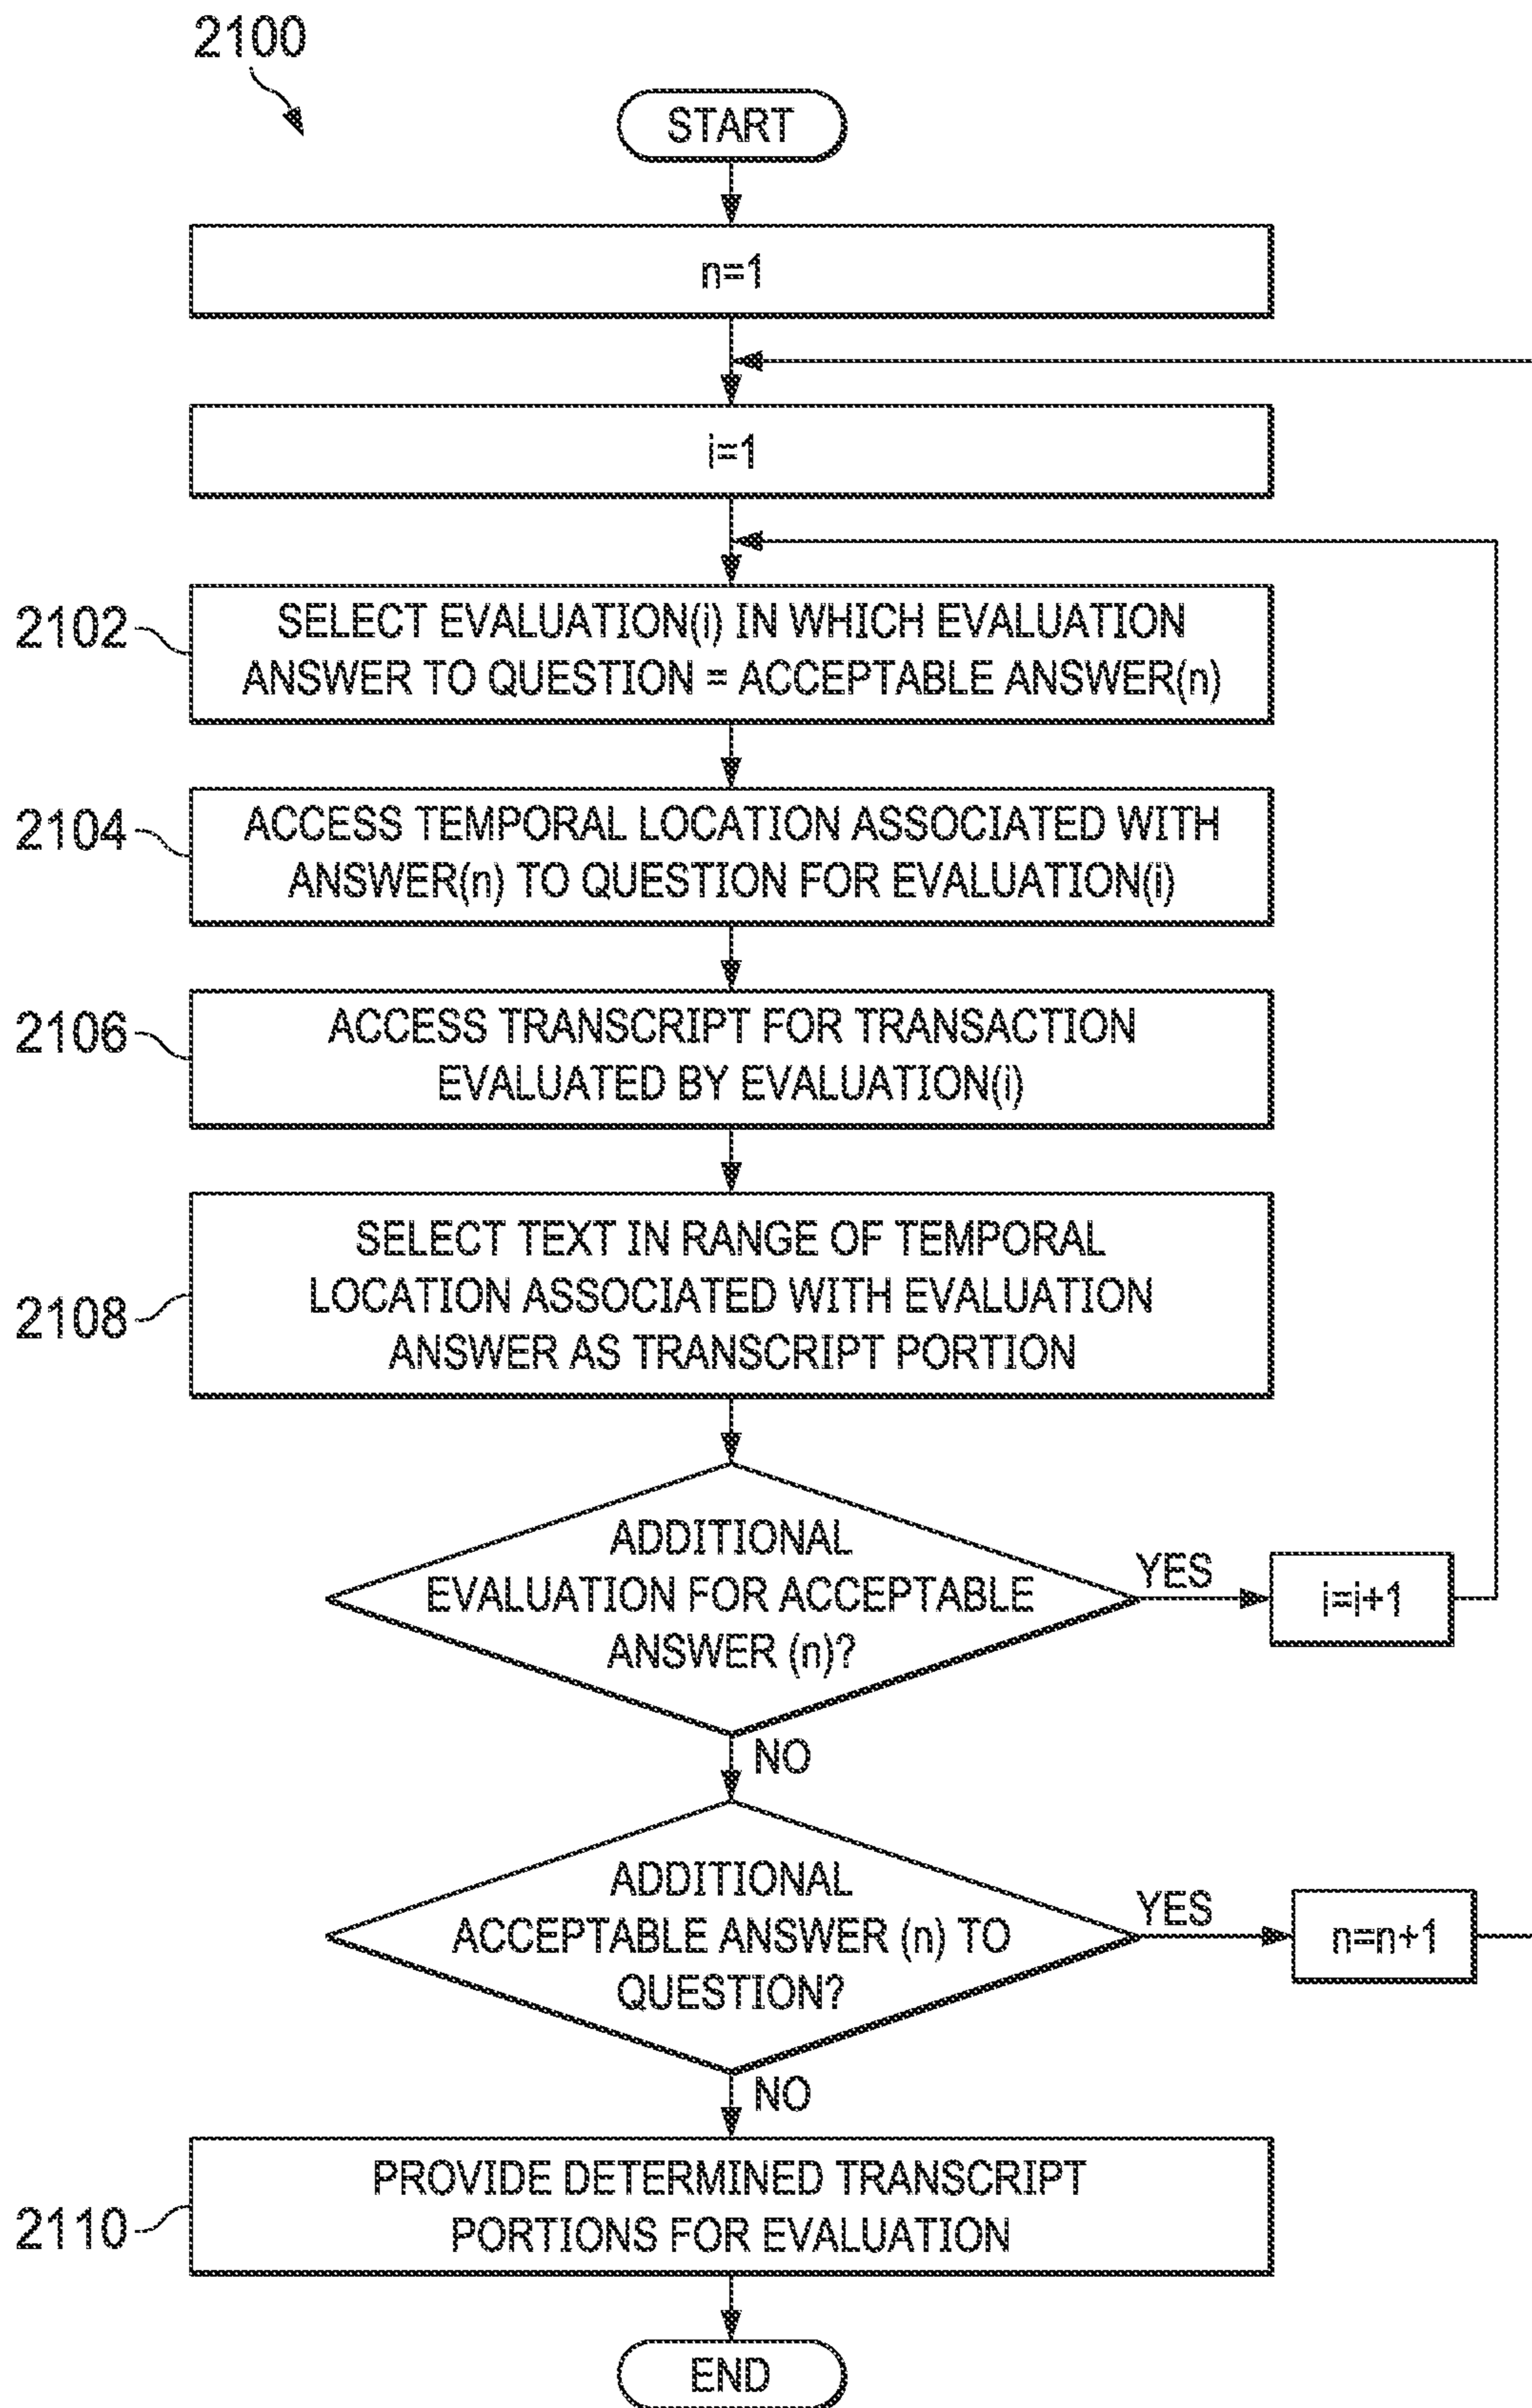 2100
START
n=1
i=1
2102
SELECT EVALUATION(i) IN WHICH EVALUATION
ANSWER TO QUESTION = ACCEPTABLE ANSWER(n)
2104
ACCESS TEMPORAL LOCATION ASSOCIATED WITH
ANSWER(n) TO QUESTION FOR EVALUATION(i)
2106
ACCESS TRANSCRIPT FOR TRANSACTION
EVALUATED BY EVALUATION(i)
2108
SELECT TEXT IN RANGE OF TEMPORAL
LOCATION ASSOCIATED WITH EVALUATION
ANSWER AS TRANSCRIPT PORTION
ADDITIONAL
EVALUATION FOR ACCEPTABLE
ANSWER (n)?
YES
i=i+1
NO
ADDITIONAL
ACCEPTABLE ANSWER (n) TO
QUESTION?
YES
n=n+1
NO
2110
PROVIDE DETERMINED TRANSCRIPT
PORTIONS FOR EVALUATION
END